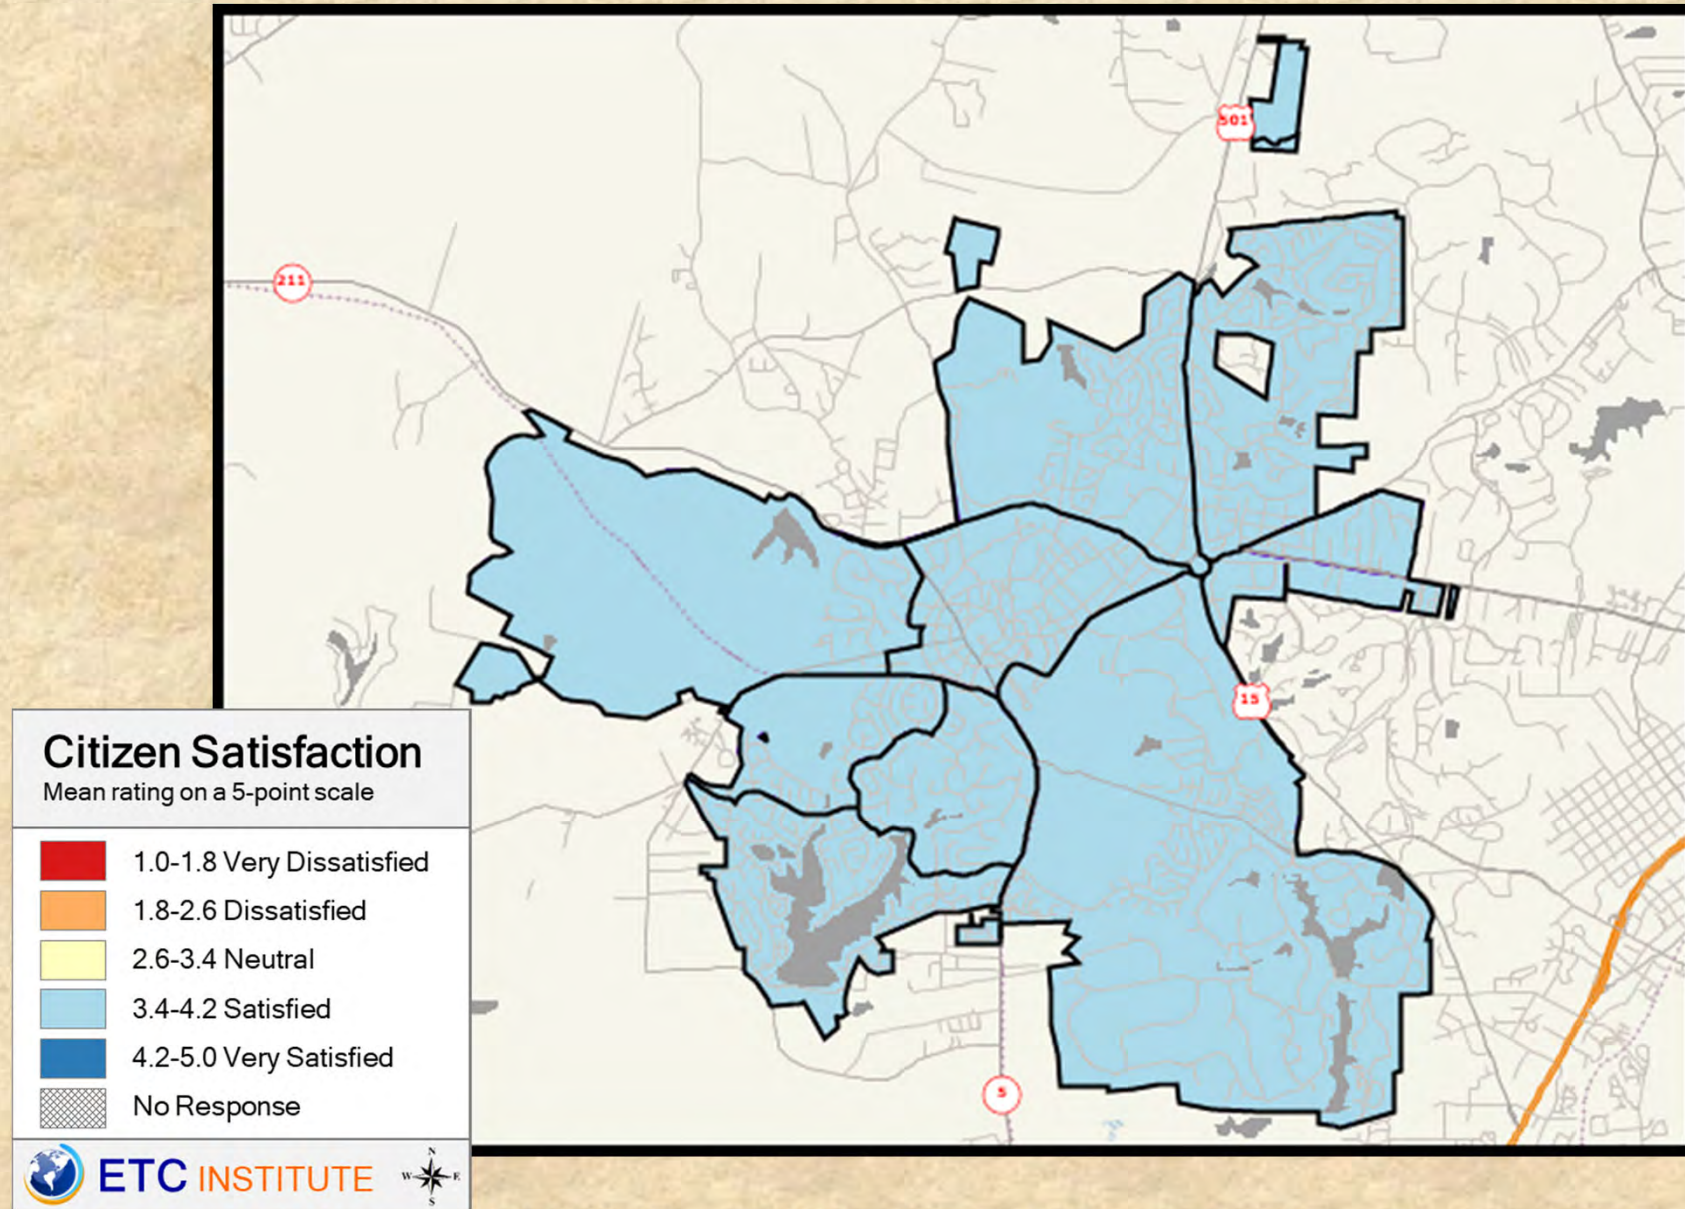 501
211
15
5
Citizen Satisfaction
Mean rating on a 5-point scale
1.0-1.8 Very Dissatisfied
1.8-2.6 Dissatisfied
2.6-3.4 Neutral
3.4-4.2 Satisfied
4.2-5.0 Very Satisfied
No Response
ETC INSTITUTE
N
W E
S